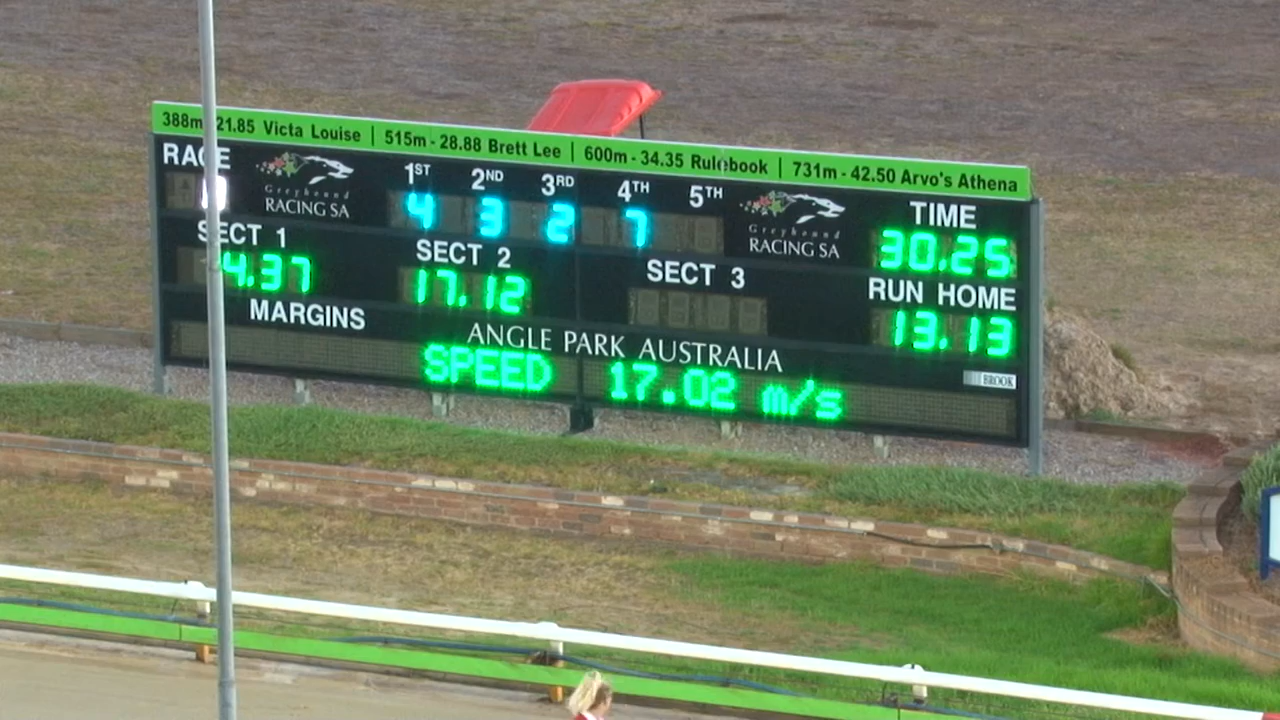 388m 21.85 Victa Louise | 515m - 28.88 Brett Lee | 600m - 34.35 Rulebook | 731m - 42.50 Arvo's Athena
RACE
Greyhound
RACING SA
1ST 2ND 3RD 4TH 5TH
4 3 2 7
Greyhound
RACING SA
TIME
30.25
SECT 1
4.37
SECT 2
17.12
SECT 3
RUN HOME
13.13
MARGINS
ANGLE PARK AUSTRALIA
SPEED 17.02 m/s
BROOK